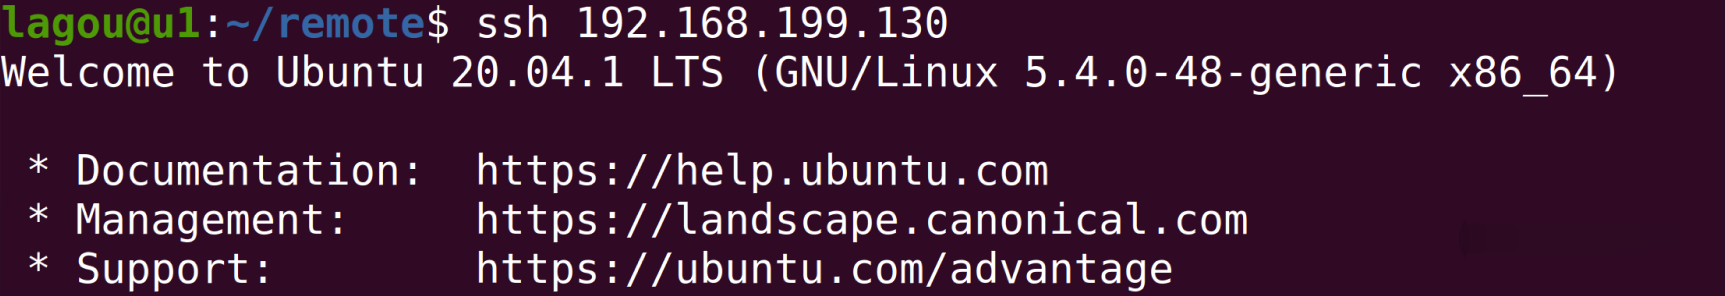 lagou@u1:~/remote$ ssh 192.168.199.130
Welcome to Ubuntu 20.04.1 LTS (GNU/Linux 5.4.0-48-generic x86_64)
* Documentation:  https://help.ubuntu.com
* Management:     https://landscape.canonical.com
* Support:        https://ubuntu.com/advantage